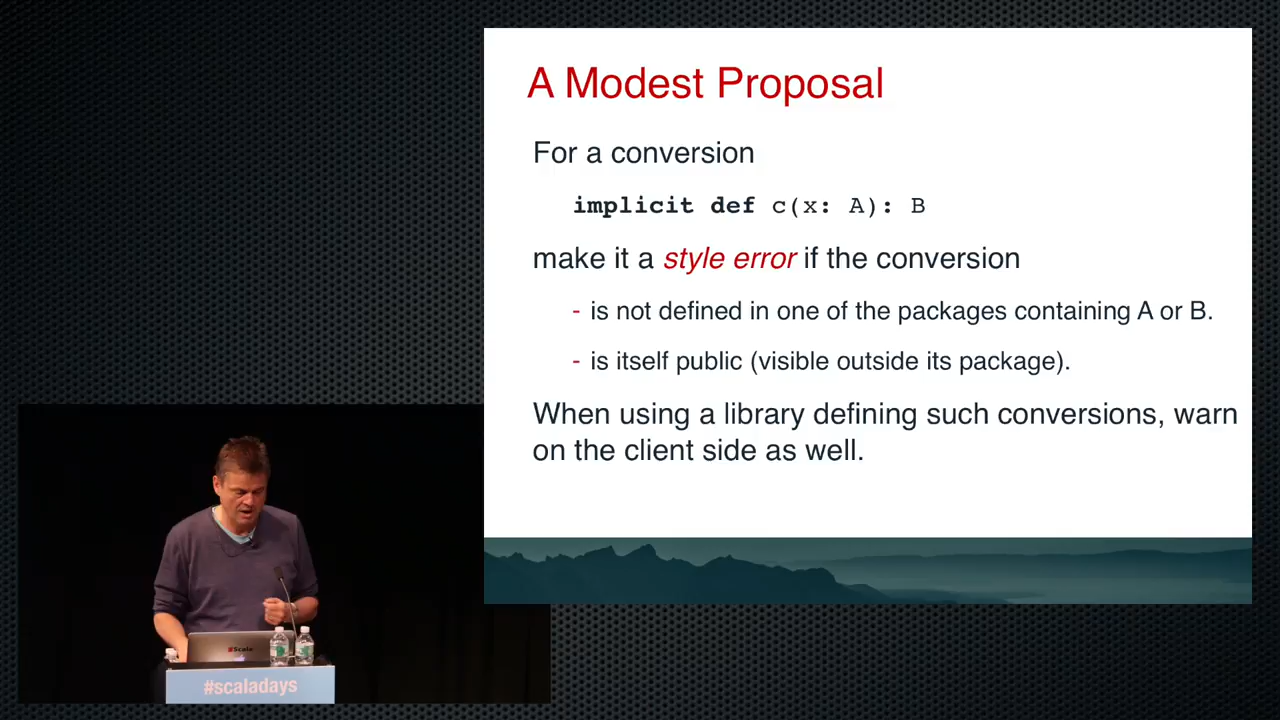 A Modest Proposal
For a conversion
implicit def c(x: A): B
make it a style error if the conversion
- is not defined in one of the packages containing A or B.
- is itself public (visible outside its package).
When using a library defining such conversions, warn
on the client side as well.
Scala
#scaladays